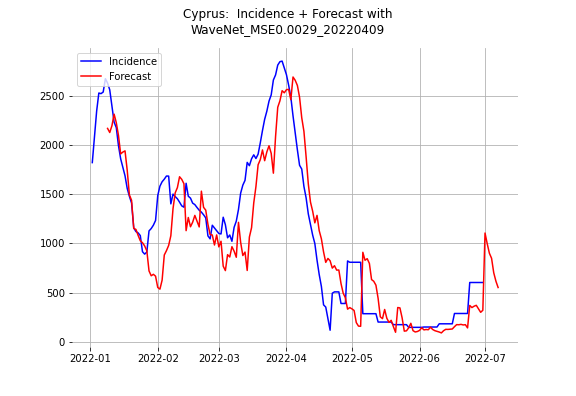 Cyprus:  Incidence + Forecast with
WaveNet_MSE0.0029_20220409
Incidence
Forecast
2500
2000
1500
1000
500
0
2022-01 2022-02 2022-03 2022-04 2022-05 2022-06 2022-07